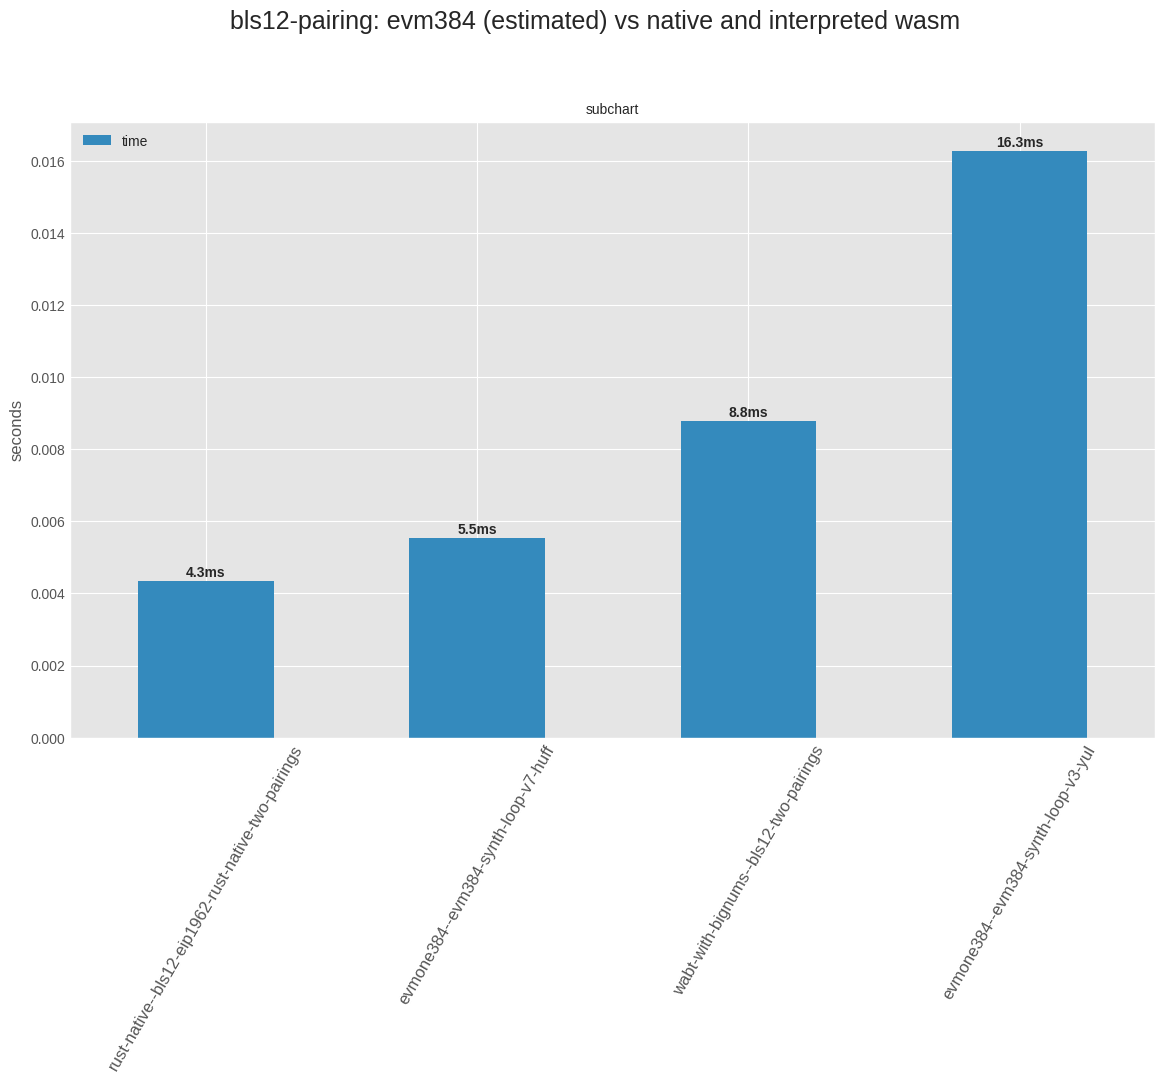 bls12-pairing: evm384 (estimated) vs native and interpreted wasm
subchart
time
16.3ms
8.8ms
5.5ms
4.3ms
seconds
0.016
0.014
0.012
0.010
0.008
0.006
0.004
0.002
0.000
rust-native--bls12-eip1962-rust-native-two-pairings
evmone384--evm384-synth-loop-v7-huff
wabt-with-bignums--bls12-two-pairings
evmone384--evm384-synth-loop-v3-yul